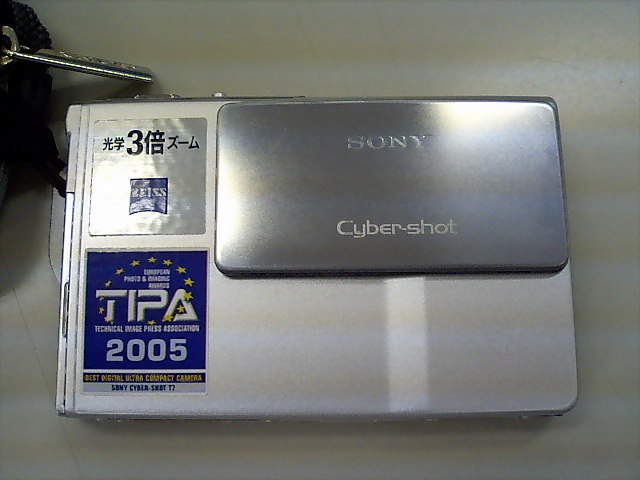 光学3倍ズーム
ZEISS
SONY
Cyber-shot
EUROPEAN
PHOTO & IMAGING
AWARDS
TIPA
TECHNICAL IMAGE PRESS ASSOCIATION
2005
BEST DIGITAL ULTRA COMPACT CAMERA
SONY CYBER-SHOT T7